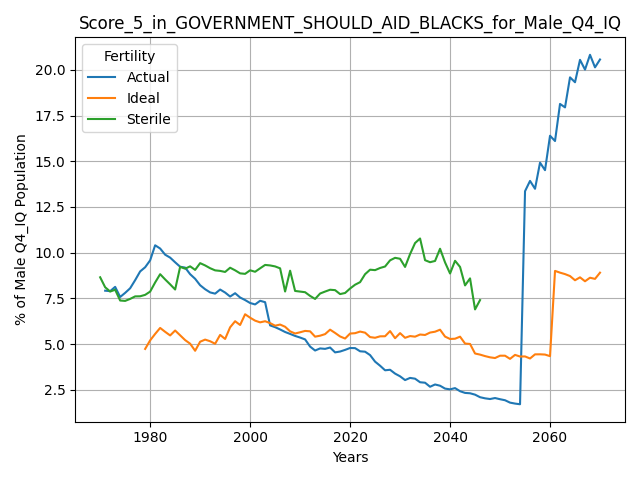 Score_5_in_GOVERNMENT_SHOULD_AID_BLACKS_for_Male_Q4_IQ
Fertility
Actual
Ideal
Sterile
% of Male Q4_IQ Population
20.0
17.5
15.0
12.5
10.0
7.5
5.0
2.5
1980 2000 2020 2040 2060
Years